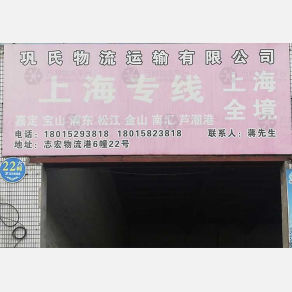 巩氏物流运输有限公司
上海专线
上海全境
嘉定 宝山 浦东 松江 金山 南汇 芦潮港
电话：18015293818 18015823818 联系人：蒋先生
地址：志宏物流港6幢22号
22